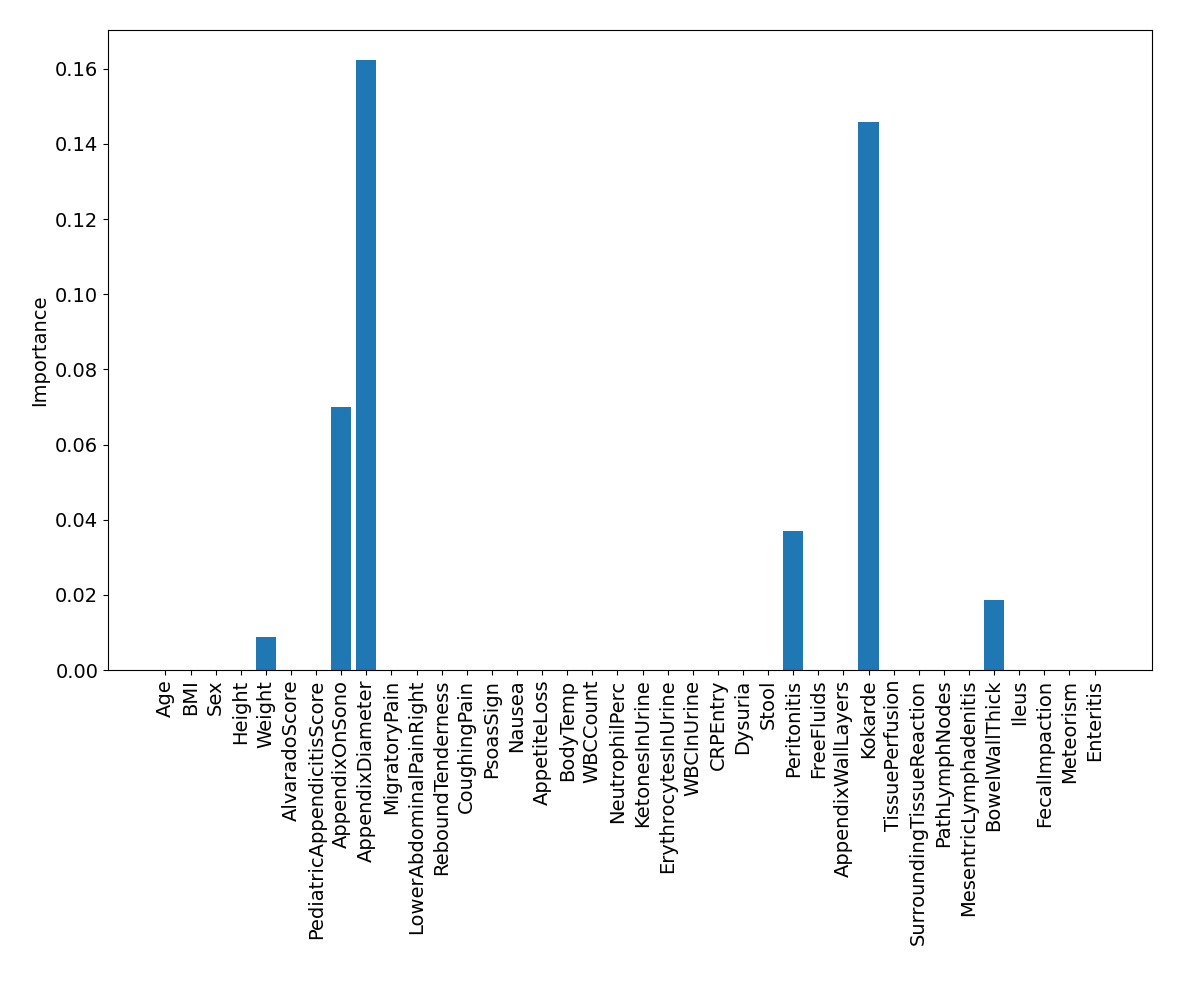 Importance
0.16
0.14
0.12
0.10
0.08
0.06
0.04
0.02
0.00
Age
BMI
Sex
Height
Weight
AlvaradoScore
PediatricAppendicitisScore
AppendixOnSono
AppendixDiameter
MigratoryPain
LowerAbdominalPainRight
ReboundTenderness
CoughingPain
PsoasSign
Nausea
AppetiteLoss
BodyTemp
WBCCount
NeutrophilPerc
KetonesInUrine
ErythrocytesInUrine
WBCInUrine
CRPEntry
Dysuria
Stool
Peritonitis
FreeFluids
AppendixWallLayers
Kokarde
TissuePerfusion
SurroundingTissueReaction
PathLymphNodes
MesentricLymphadenitis
BowelWallThick
Ileus
FecalImpaction
Meteorism
Enteritis